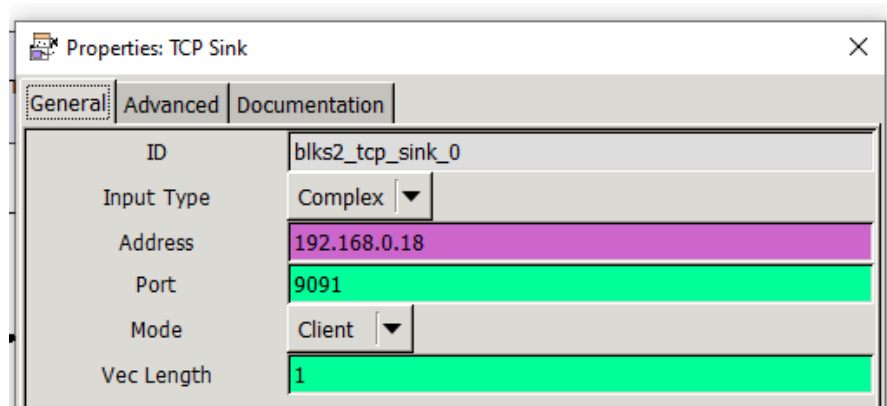 Properties: TCP Sink
General Advanced Documentation
ID blks2_tcp_sink_0
Input Type Complex
Address 192.168.0.18
Port 9091
Mode Client
Vec Length 1